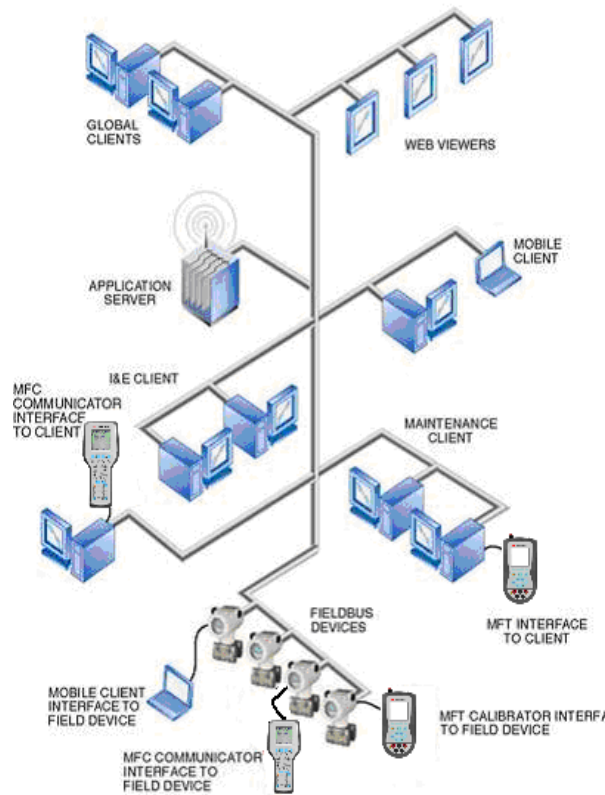 GLOBAL
CLIENTS
WEB VIEWERS
MOBILE
CLIENT
APPLICATION
SERVER
I&E CLIENT
MFC
COMMUNICATOR
INTERFACE
TO CLIENT
MAINTENANCE
CLIENT
FIELDBUS
DEVICES
MFT INTERFACE
TO CLIENT
MOBILE CLIENT
INTERFACE TO
FIELD DEVICE
MFT CALIBRATOR INTERFA
TO FIELD DEVICE
MFC COMMUNICATOR
INTERFACE TO
FIELD DEVICE